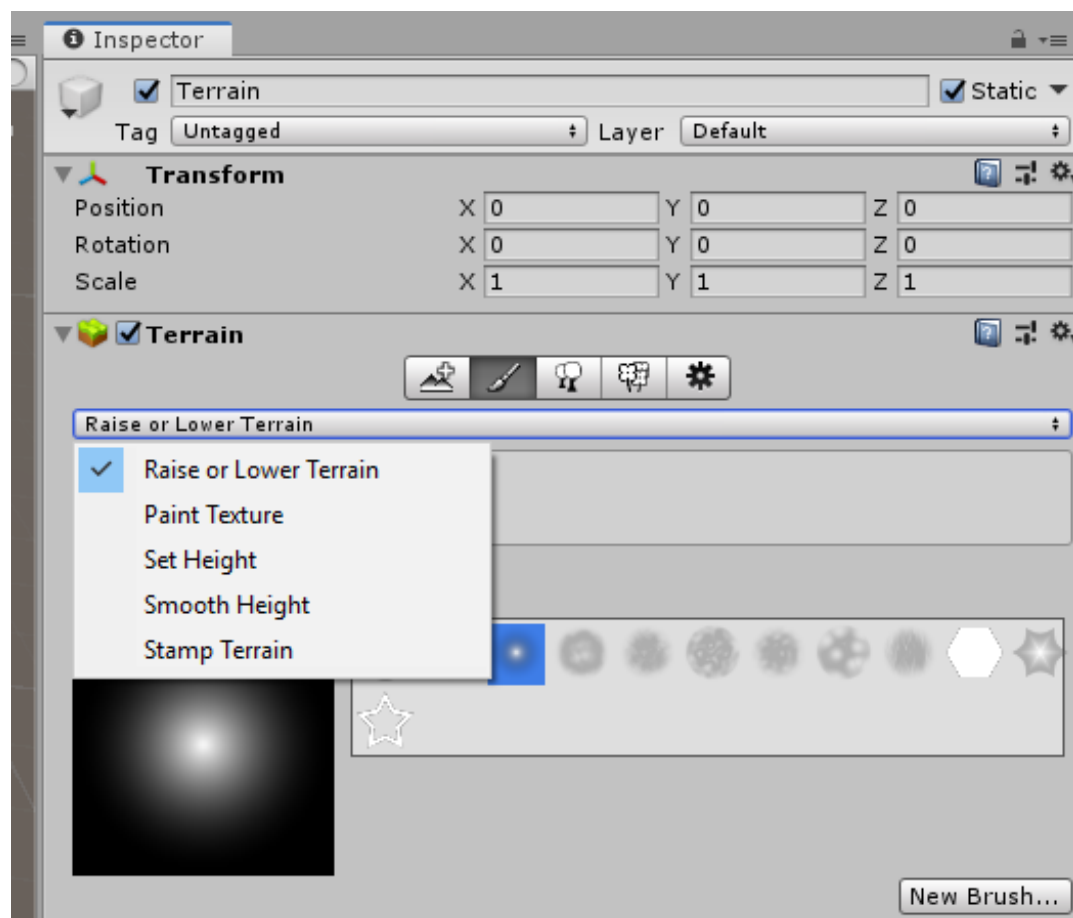 Inspector
Terrain Static
Tag Untagged Layer Default
Transform
Position X 0 Y 0 Z 0
Rotation X 0 Y 0 Z 0
Scale X 1 Y 1 Z 1
Terrain
Raise or Lower Terrain
Raise or Lower Terrain
Paint Texture
Set Height
Smooth Height
Stamp Terrain
New Brush...